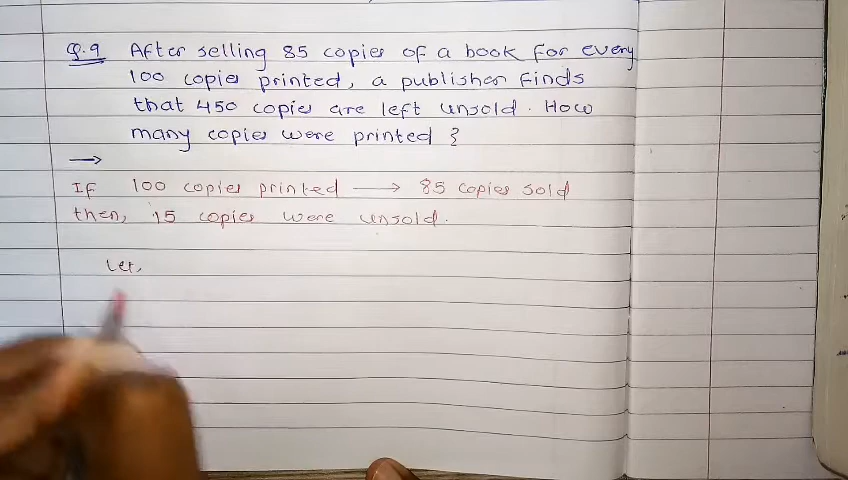 Q.9 After selling 85 copies of a book for every
100 copies printed, a publisher finds
that 450 copies are left unsold. How
many copies were printed ?
→
If 100 copies printed → 85 copies sold
then, 15 copies were unsold.
Let,